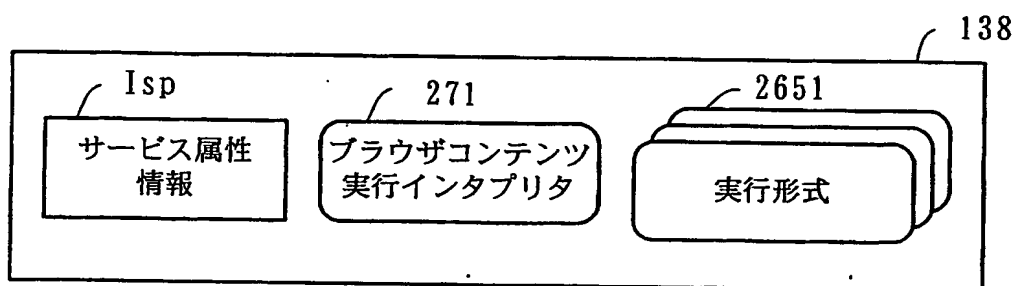 138
Isp
271
2651
サービス属性
情報
ブラウザコンテンツ
実行インタプリタ
実行形式